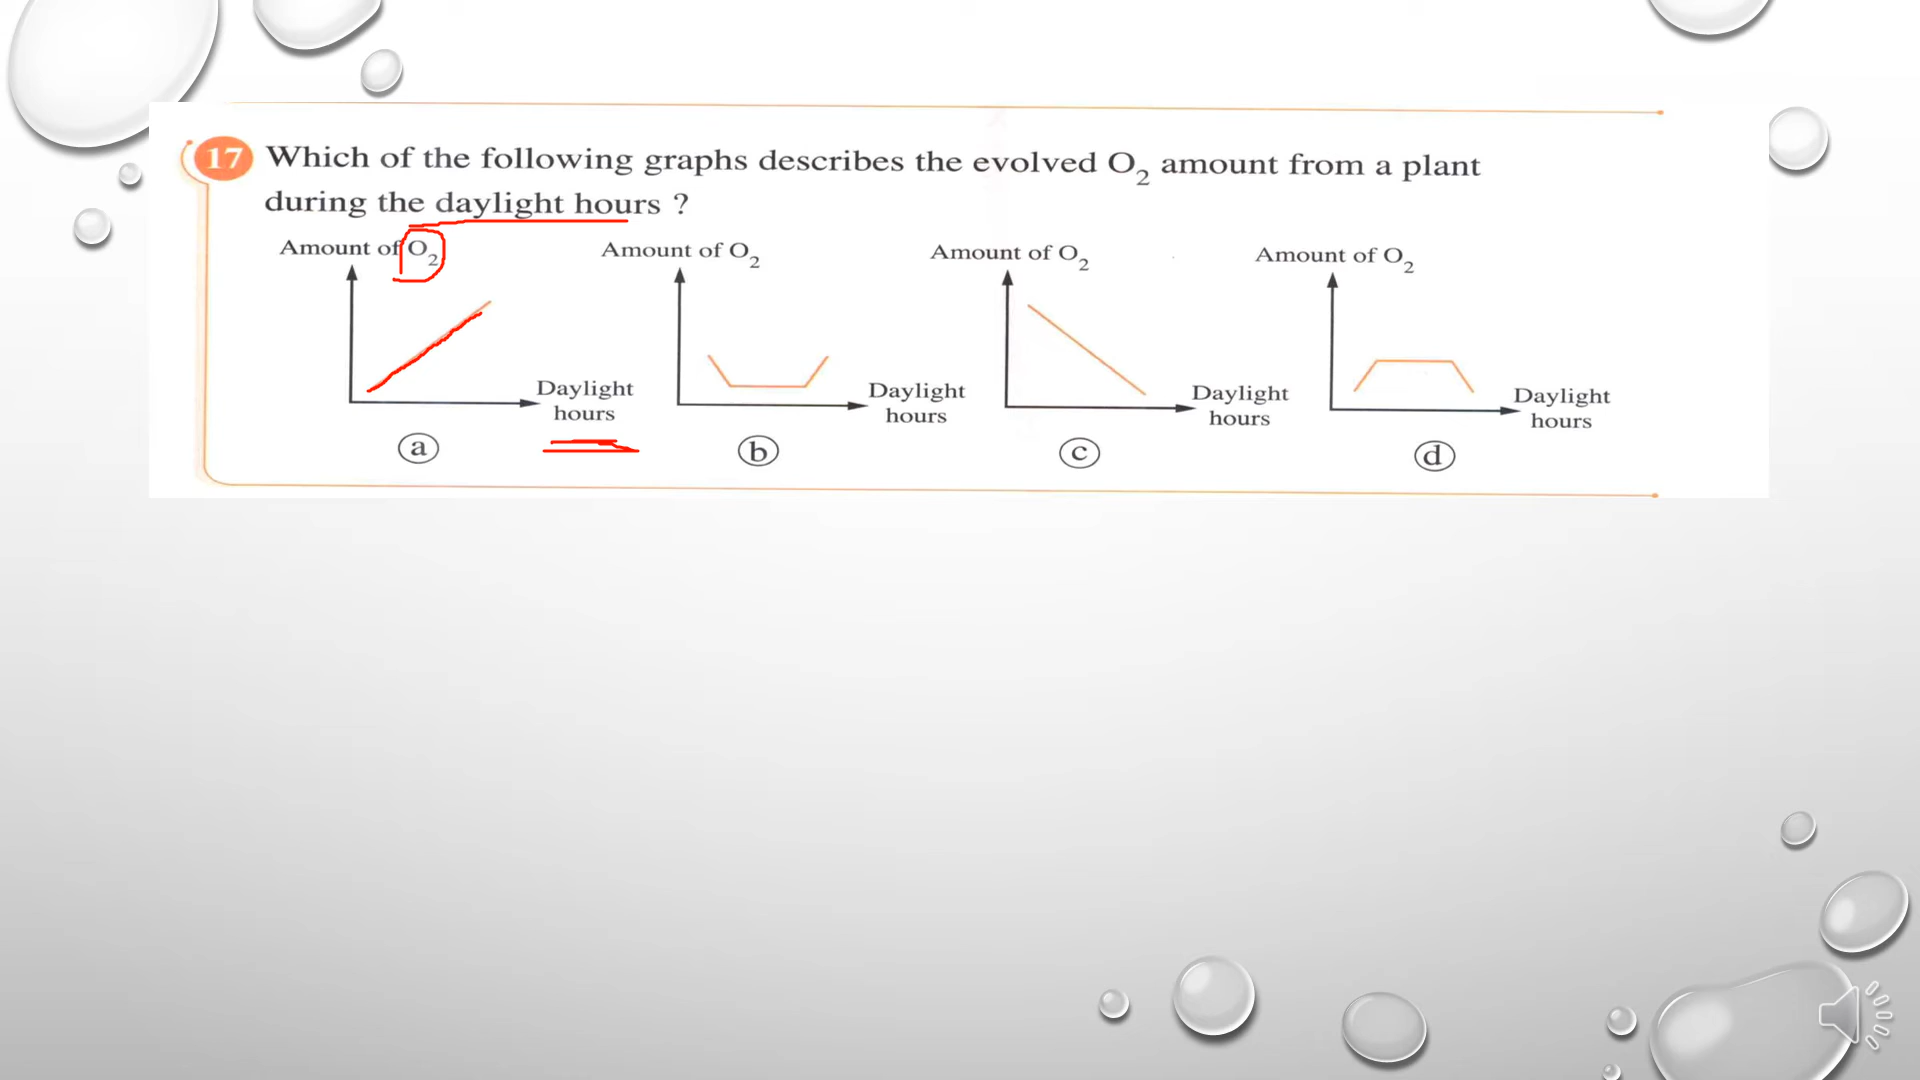 17 Which of the following graphs describes the evolved O2 amount from a plant
during the daylight hours ?
Amount of O2
Amount of O2
Amount of O2
Amount of O2
Daylight
hours
Daylight
hours
Daylight
hours
Daylight
hours
a
b
c
d